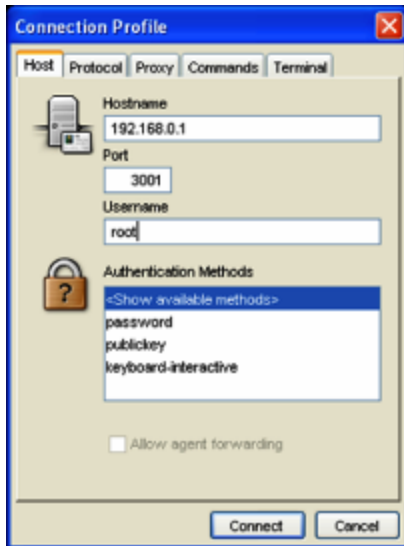 Connection Profile
Host Protocol Proxy Commands Terminal
Hostname
192.168.0.1
Port
3001
Username
root
?
Authentication Methods
<Show available methods>
password
publickey
keyboard-interactive
Allow agent forwarding
Connect Cancel